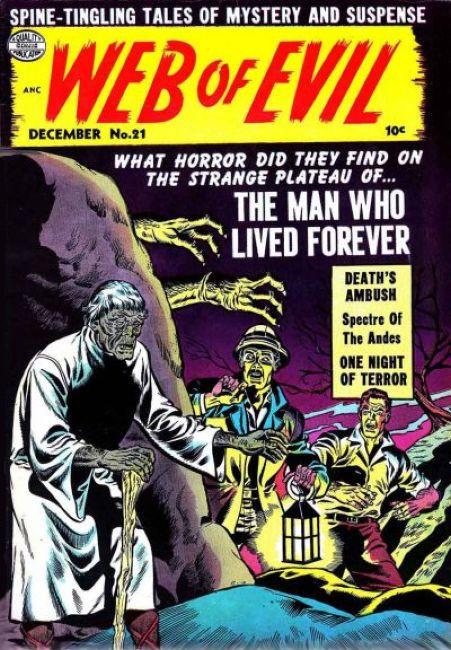 SPINE-TINGLING TALES OF MYSTERY AND SUSPENSE
QUALITY
COMIC
PUBLICATION
ANC
WEB OF EVIL
DECEMBER No.21
10¢
WHAT HORROR DID THEY FIND ON
THE STRANGE PLATEAU OF...
THE MAN WHO
LIVED FOREVER
DEATH'S
AMBUSH
Spectre Of
The Andes
ONE NIGHT
OF TERROR